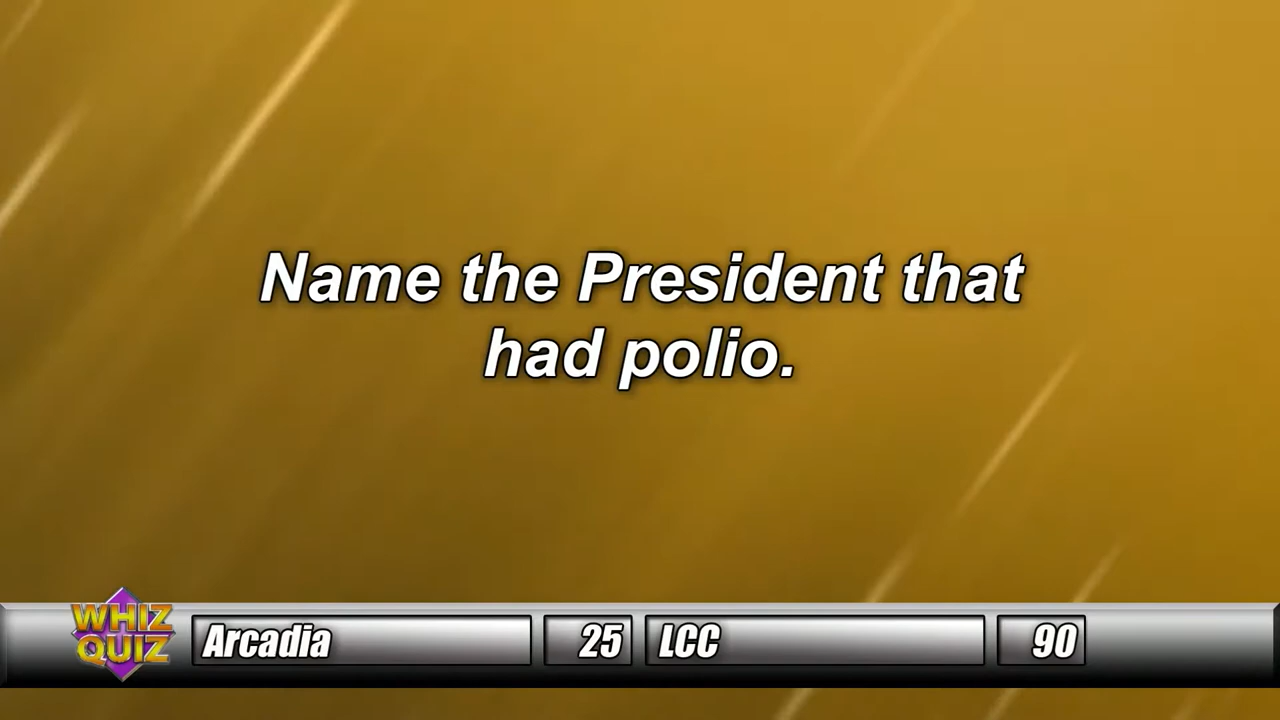 Name the President that
had polio.
WHIZ
QUIZ
Arcadia 25 LCC 90